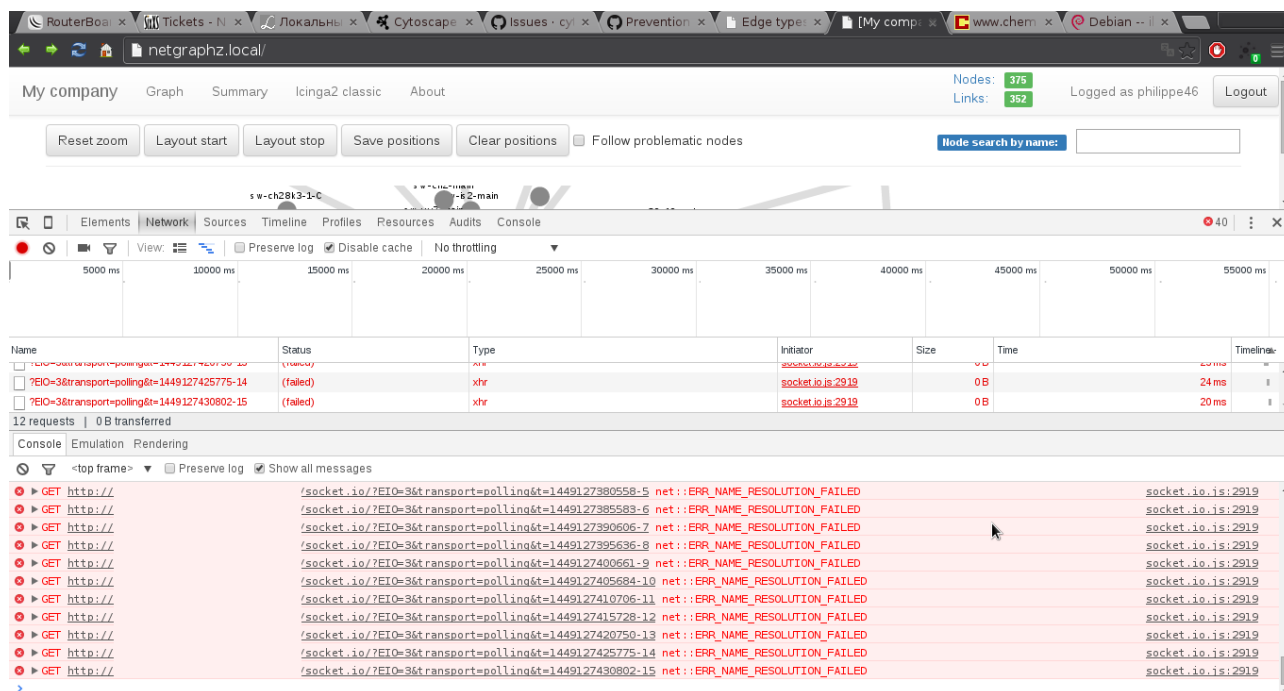 RouterBoa Tickets - N Локальны Cytoscape Issues · cy Prevention Edge type [My comp www.chem Debian -- i
netgraphz.local/
My company Graph Summary Icinga2 classic About Nodes: 375 Links: 352 Logged as philippe46 Logout
Reset zoom Layout start Layout stop Save positions Clear positions Follow problematic nodes Node search by name:
sw-ch28k3-1-C
Elements Network Sources Timeline Profiles Resources Audits Console 40
View: Preserve log Disable cache No throttling
5000 ms 10000 ms 15000 ms 20000 ms 25000 ms 30000 ms 35000 ms 40000 ms 45000 ms 50000 ms 55000 ms
Name Status Type Initiator Size Time Timeline
?EIO=3&transport=polling&t=1449127425775-14 (failed) xhr socket.io.js:2919 0 B 24 ms
?EIO=3&transport=polling&t=1449127430802-15 (failed) xhr socket.io.js:2919 0 B 20 ms
12 requests | 0 B transferred
Console Emulation Rendering
<top frame> ▼ Preserve log Show all messages
GET http:// /socket.io/?EIO=3&transport=polling&t=1449127380558-5 net::ERR_NAME_RESOLUTION_FAILED socket.io.js:2919
GET http:// /socket.io/?EIO=3&transport=polling&t=1449127385583-6 net::ERR_NAME_RESOLUTION_FAILED socket.io.js:2919
GET http:// /socket.io/?EIO=3&transport=polling&t=1449127390606-7 net::ERR_NAME_RESOLUTION_FAILED socket.io.js:2919
GET http:// /socket.io/?EIO=3&transport=polling&t=1449127395636-8 net::ERR_NAME_RESOLUTION_FAILED socket.io.js:2919
GET http:// /socket.io/?EIO=3&transport=polling&t=1449127400661-9 net::ERR_NAME_RESOLUTION_FAILED socket.io.js:2919
GET http:// /socket.io/?EIO=3&transport=polling&t=1449127405684-10 net::ERR_NAME_RESOLUTION_FAILED socket.io.js:2919
GET http:// /socket.io/?EIO=3&transport=polling&t=1449127410706-11 net::ERR_NAME_RESOLUTION_FAILED socket.io.js:2919
GET http:// /socket.io/?EIO=3&transport=polling&t=1449127415728-12 net::ERR_NAME_RESOLUTION_FAILED socket.io.js:2919
GET http:// /socket.io/?EIO=3&transport=polling&t=1449127420750-13 net::ERR_NAME_RESOLUTION_FAILED socket.io.js:2919
GET http:// /socket.io/?EIO=3&transport=polling&t=1449127425775-14 net::ERR_NAME_RESOLUTION_FAILED socket.io.js:2919
GET http:// /socket.io/?EIO=3&transport=polling&t=1449127430802-15 net::ERR_NAME_RESOLUTION_FAILED socket.io.js:2919